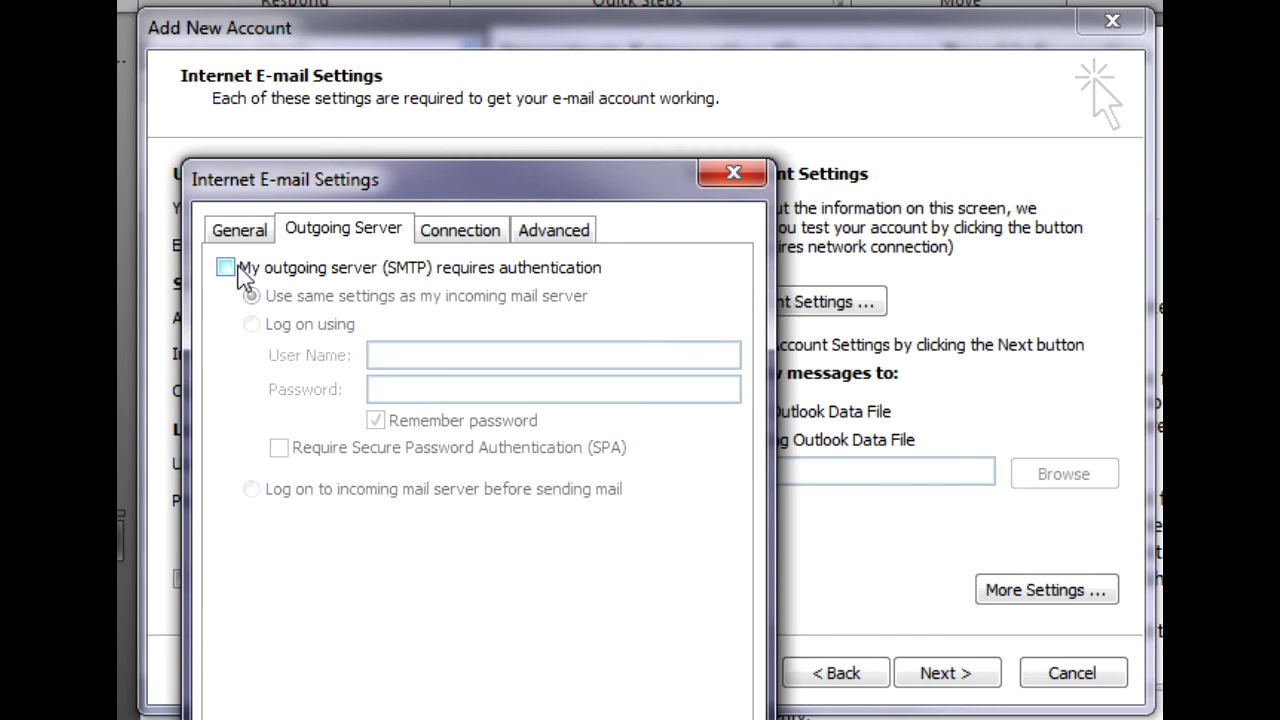 Respond
Quick Steps
Move
Add New Account
Internet E-mail Settings
Each of these settings are required to get your e-mail account working.
Internet E-mail Settings
General
Outgoing Server
Connection
Advanced
My outgoing server (SMTP) requires authentication
Use same settings as my incoming mail server
Log on using
User Name:
Password:
Remember password
Require Secure Password Authentication (SPA)
Log on to incoming mail server before sending mail
nt Settings
ut the information on this screen, we
ou test your account by clicking the button
ires network connection)
nt Settings ...
ccount Settings by clicking the Next button
messages to:
Outlook Data File
ng Outlook Data File
Browse
More Settings ...
< Back
Next >
Cancel